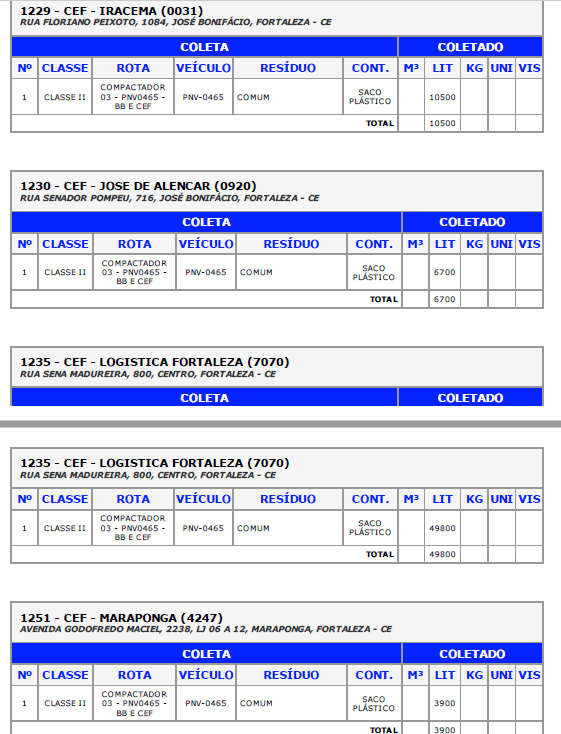 1229 - CEF - IRACEMA (0031)
RUA FLORIANO PEIXOTO, 1084, JOSÉ BONIFÁCIO, FORTALEZA - CE
COLETA COLETADO
Nº CLASSE ROTA VEÍCULO RESÍDUO CONT. M³ LIT KG UNI VIS
1 CLASSE II COMPACTADOR 03 - PNV0465 - BB E CEF PNV-0465 COMUM SACO PLÁSTICO 10500
TOTAL 10500
1230 - CEF - JOSE DE ALENCAR (0920)
RUA SENADOR POMPEU, 716, JOSÉ BONIFÁCIO, FORTALEZA - CE
COLETA COLETADO
Nº CLASSE ROTA VEÍCULO RESÍDUO CONT. M³ LIT KG UNI VIS
1 CLASSE II COMPACTADOR 03 - PNV0465 - BB E CEF PNV-0465 COMUM SACO PLÁSTICO 6700
TOTAL 6700
1235 - CEF - LOGISTICA FORTALEZA (7070)
RUA SENA MADUREIRA, 800, CENTRO, FORTALEZA - CE
COLETA COLETADO
1235 - CEF - LOGISTICA FORTALEZA (7070)
RUA SENA MADUREIRA, 800, CENTRO, FORTALEZA - CE
Nº CLASSE ROTA VEÍCULO RESÍDUO CONT. M³ LIT KG UNI VIS
1 CLASSE II COMPACTADOR 03 - PNV0465 - BB E CEF PNV-0465 COMUM SACO PLÁSTICO 49800
TOTAL 49800
1251 - CEF - MARAPONGA (4247)
AVENIDA GODOFREDO MACIEL, 2238, LJ 06 A 12, MARAPONGA, FORTALEZA - CE
COLETA COLETADO
Nº CLASSE ROTA VEÍCULO RESÍDUO CONT. M³ LIT KG UNI VIS
1 CLASSE II COMPACTADOR 03 - PNV0465 - BB E CEF PNV-0465 COMUM SACO PLÁSTICO 3900
TOTAL 3900